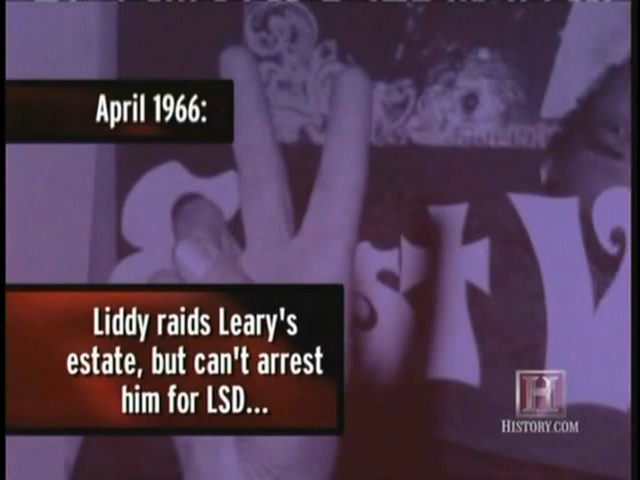 April 1966:
Liddy raids Leary's
estate, but can't arrest
him for LSD...
H
HISTORY.COM